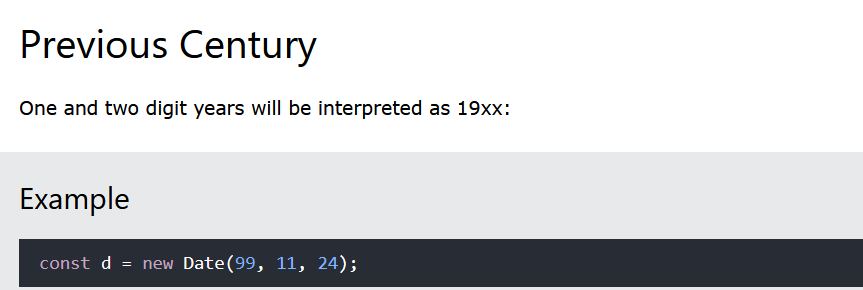 Previous Century
One and two digit years will be interpreted as 19xx:
Example
const d = new Date(99, 11, 24);